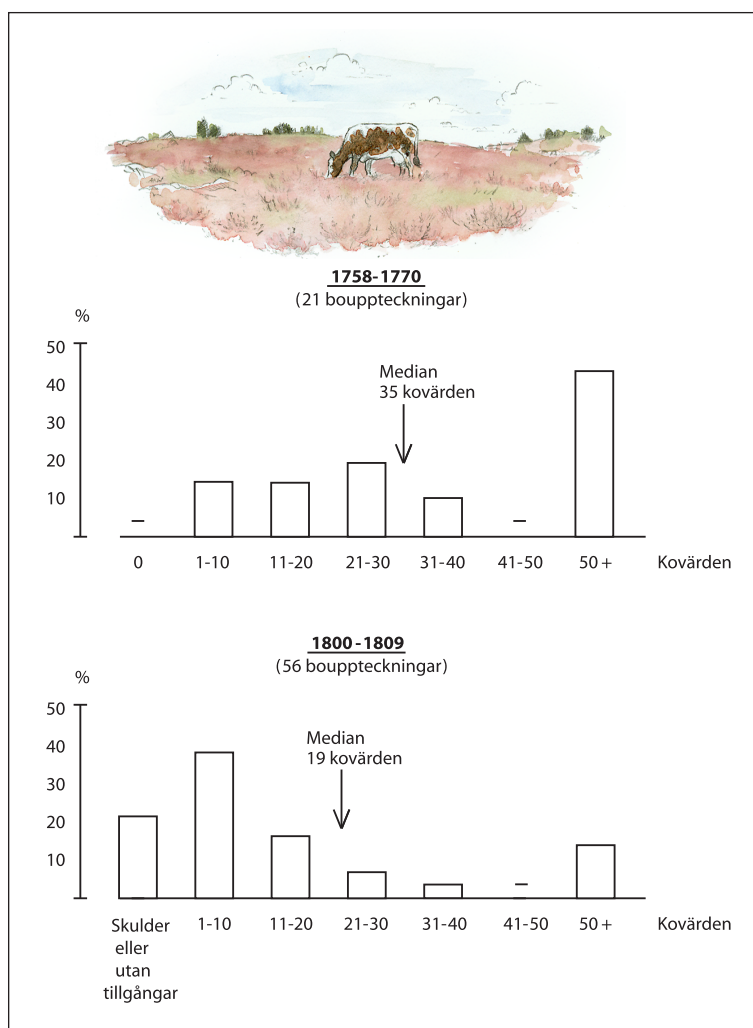 1758-1770
(21 bouppteckningar)
%
50
40
30
20
10
Median
35 kovärden
–
–
0 1-10 11-20 21-30 31-40 41-50 50 + Kovärden
1800-1809
(56 bouppteckningar)
%
50
40
30
20
10
Median
19 kovärden
–
Skulder
eller
utan
tillgångar
1-10 11-20 21-30 31-40 41-50 50 + Kovärden